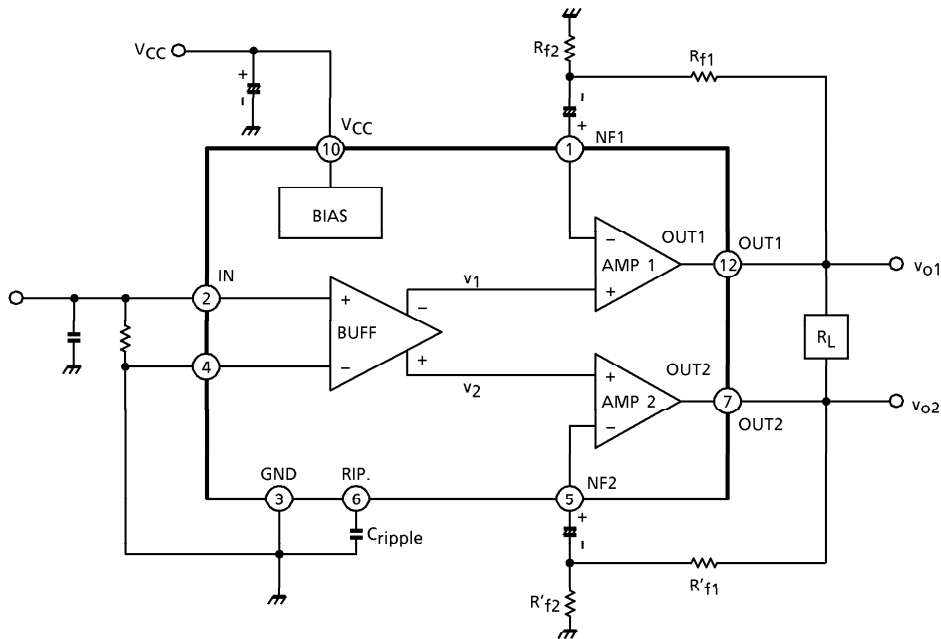 Rf2
Rf1
VCC
+
-
-
+
VCC
10
1
NF1
BIAS
-
OUT1
OUT1
AMP 1
12
vo1
IN
v1
+
2
+
-
BUFF
RL
4
-
+
v2
+
OUT2
AMP 2
7
vo2
-
OUT2
GND
RIP.
NF2
3
6
5
Cripple
+
-
R'f1
R'f2